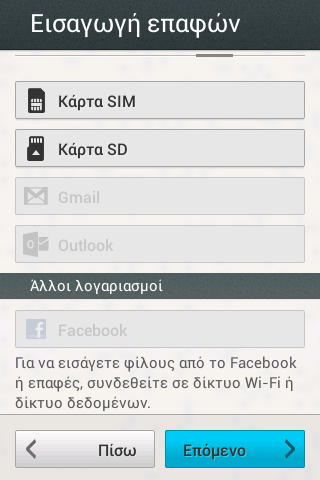 Εισαγωγή επαφών
Κάρτα SIM
Κάρτα SD
Gmail
Outlook
Άλλοι λογαριασμοί
Facebook
Για να εισάγετε φίλους από το Facebook
ή επαφές, συνδεθείτε σε δίκτυο Wi-Fi ή
δίκτυο δεδομένων.
Πίσω
Επόμενο